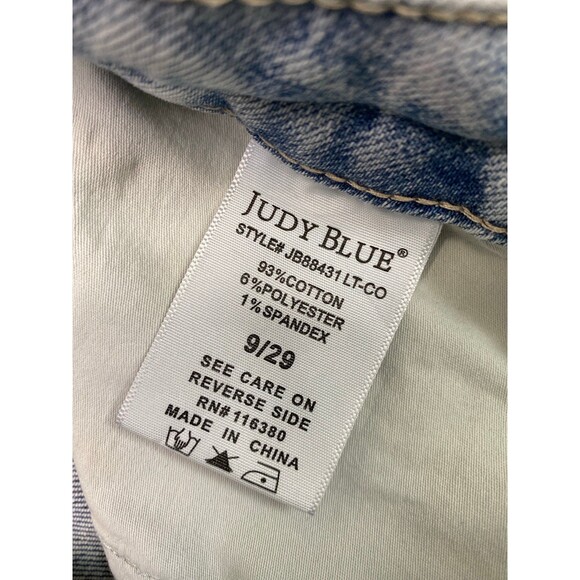 JUDY BLUE®
STYLE# JB88431 LT-CO
93%COTTON
6%POLYESTER
1%SPANDEX
9/29
SEE CARE ON
REVERSE SIDE
RN# 116380
MADE IN CHINA